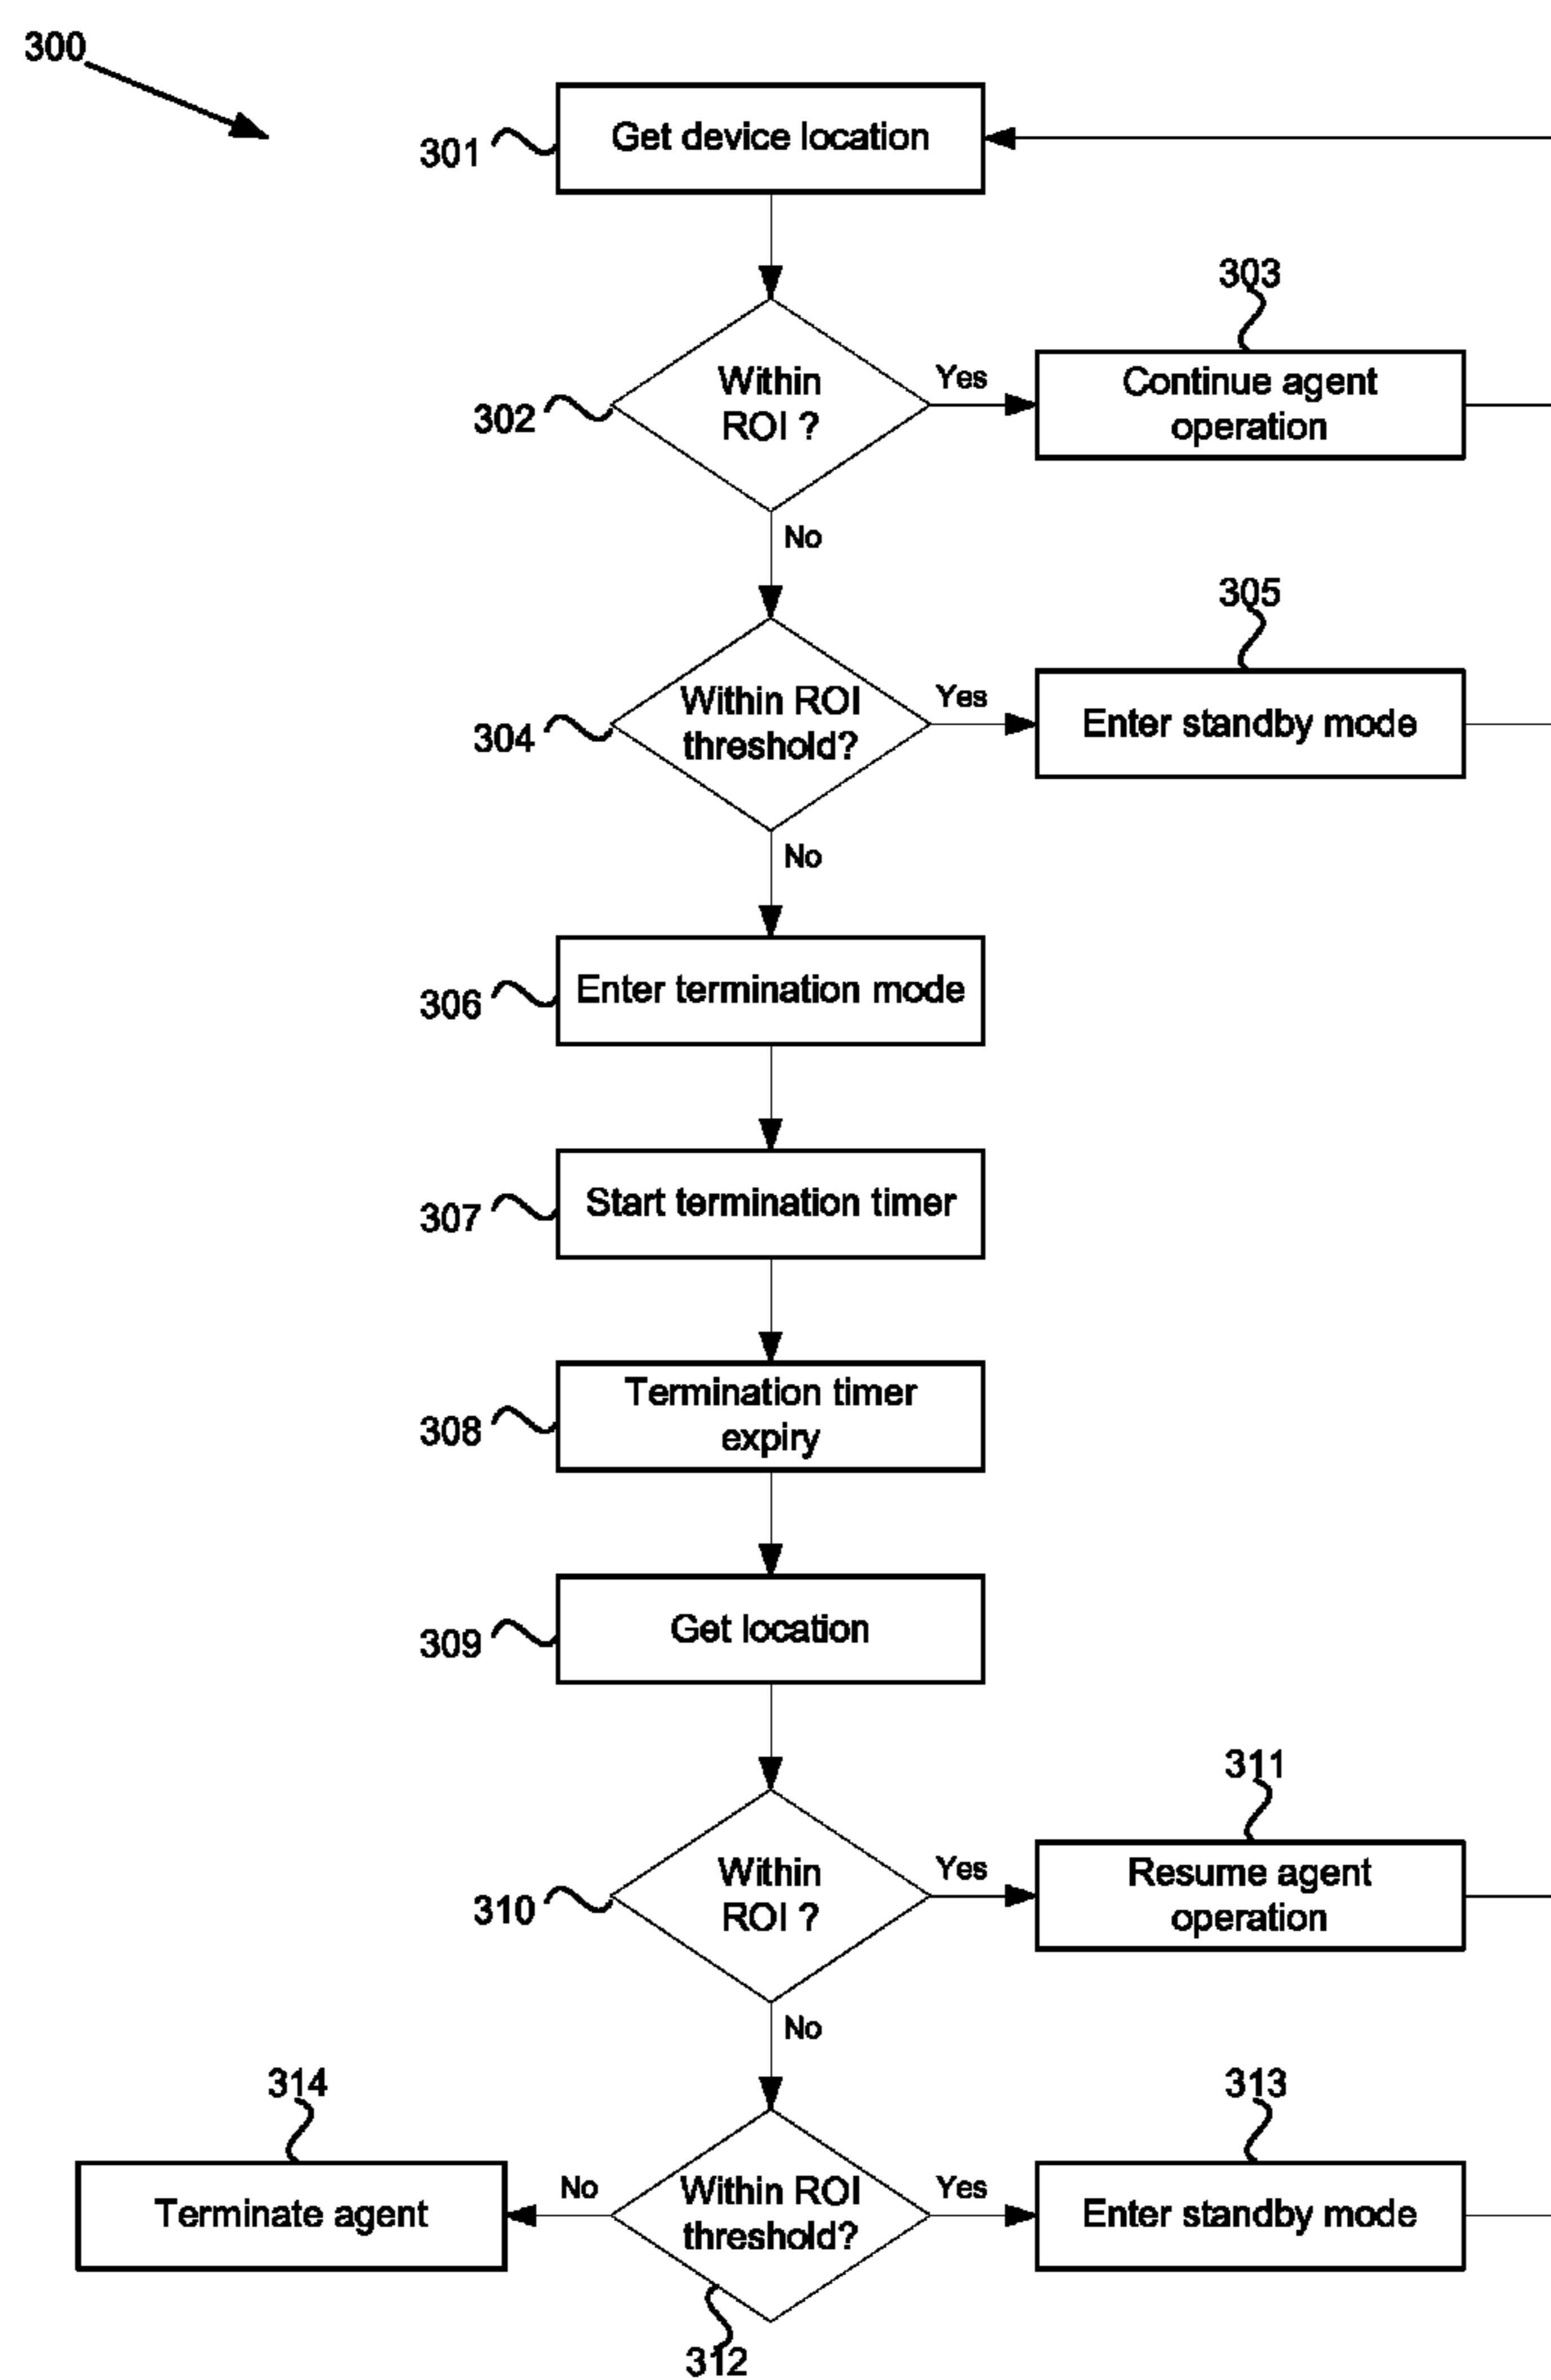 300
301
Get device location
303
302
Within
ROI ?
Yes
Continue agent
operation
No
305
304
Within ROI
threshold?
Yes
Enter standby mode
No
306
Enter termination mode
307
Start termination timer
308
Termination timer
expiry
309
Get location
311
310
Within
ROI ?
Yes
Resume agent
operation
No
314
313
Terminate agent
No
Within ROI
threshold?
Yes
Enter standby mode
312